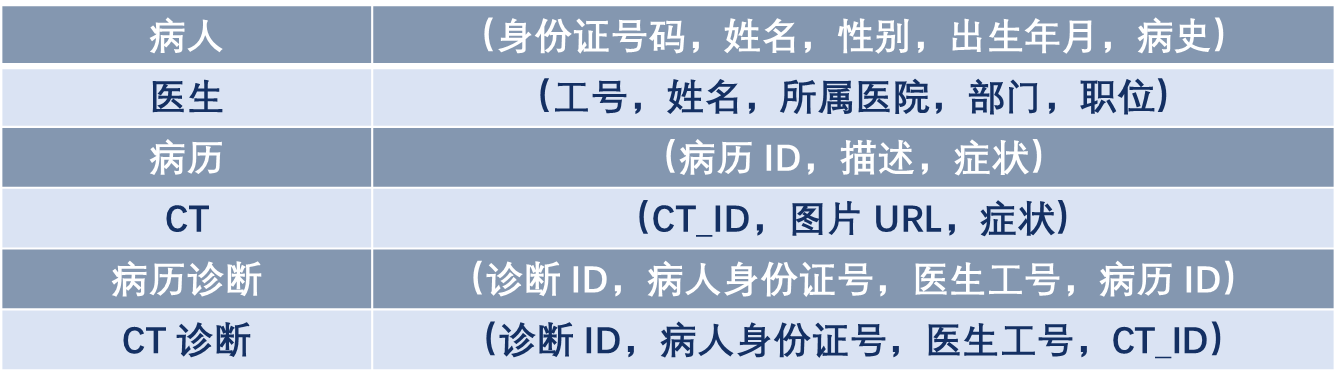 病人 (身份证号码，姓名，性别，出生年月，病史)
医生 (工号，姓名，所属医院，部门，职位)
病历 (病历 ID，描述，症状)
CT (CT_ID，图片 URL，症状)
病历诊断 (诊断 ID，病人身份证号，医生工号，病历 ID)
CT 诊断 (诊断 ID，病人身份证号，医生工号，CT_ID)